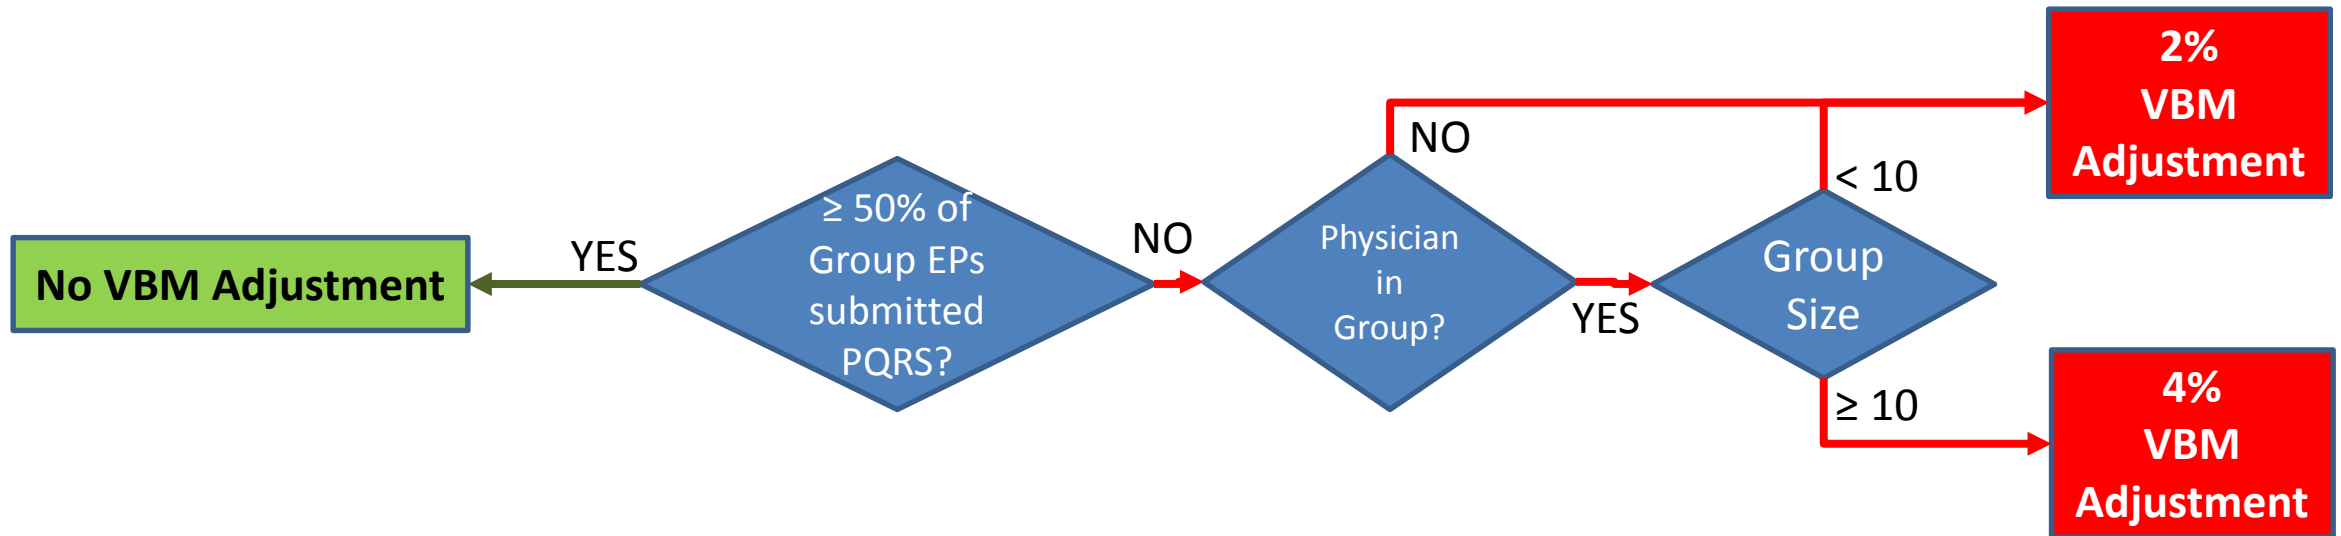 No VBM Adjustment
YES
≥ 50% of
Group EPs
submitted
PQRS?
NO
Physician
in
Group?
NO
YES
Group
Size
< 10
≥ 10
2%
VBM
Adjustment
4%
VBM
Adjustment